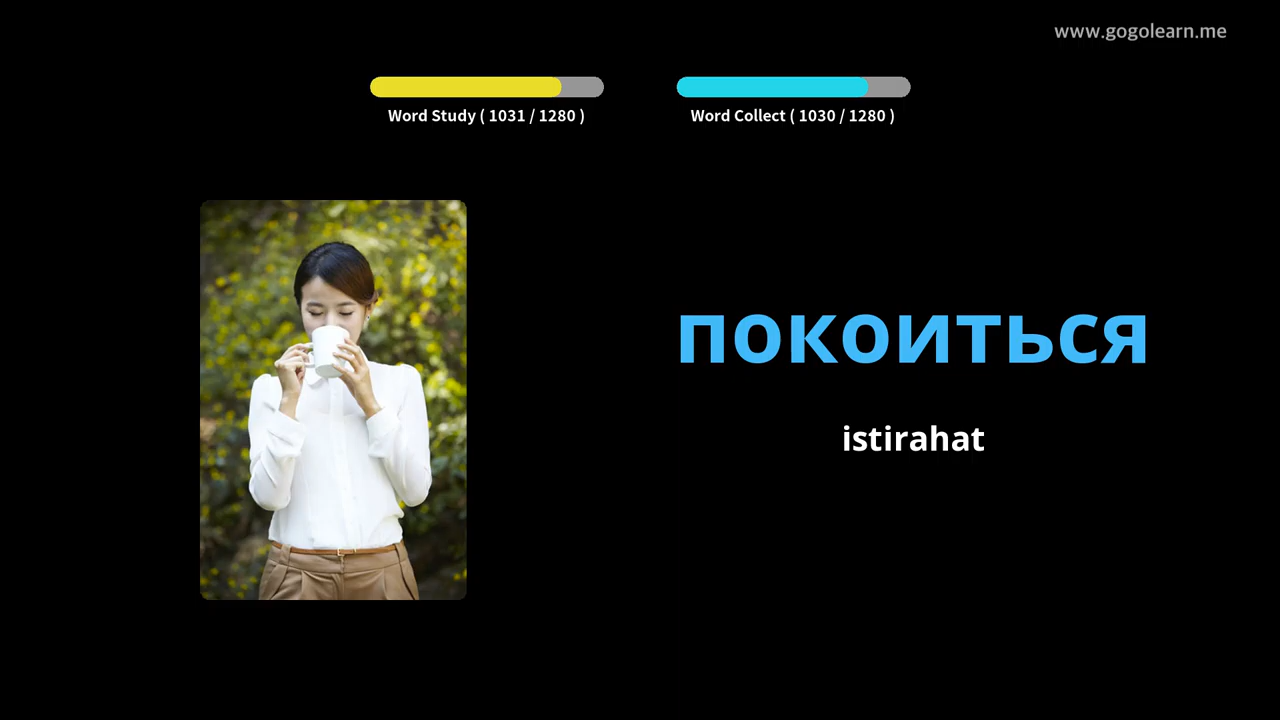 www.gogolearn.me
Word Study ( 1031 / 1280 )
Word Collect ( 1030 / 1280 )
покоиться
istirahat